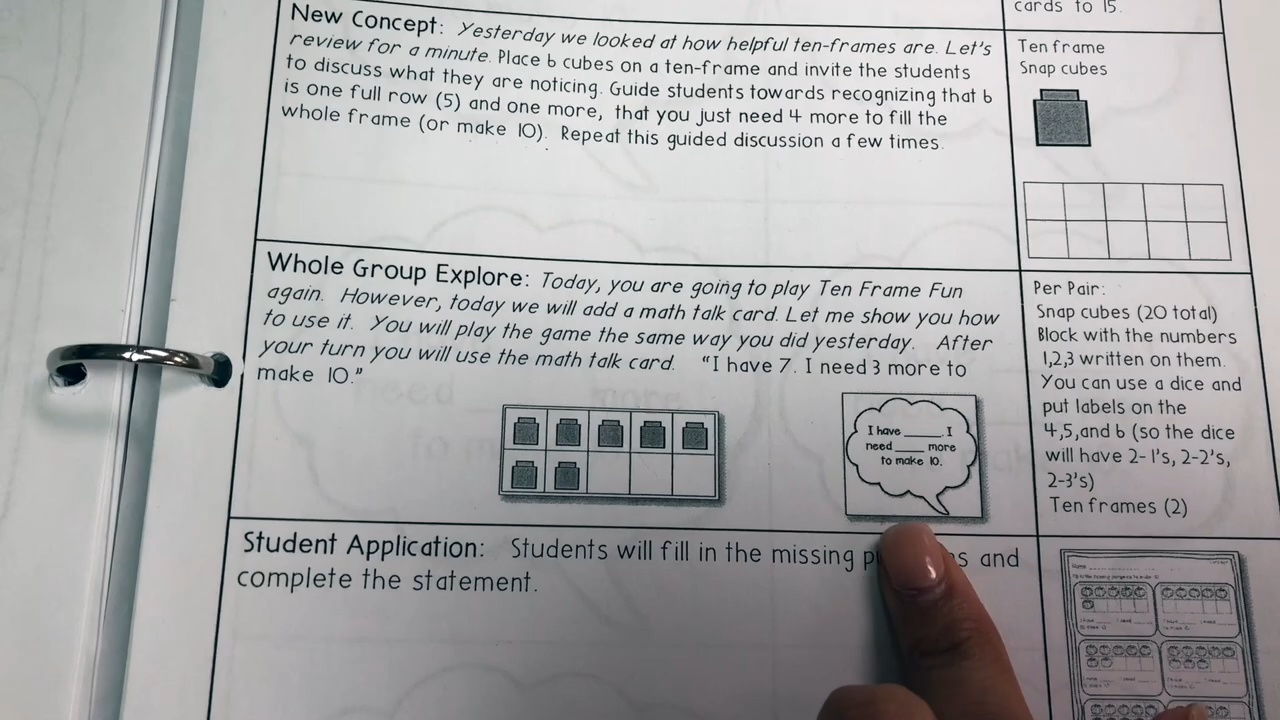 cards to 15.
New Concept: Yesterday we looked at how helpful ten-frames are. Let's
review for a minute. Place 6 cubes on a ten-frame and invite the students
to discuss what they are noticing. Guide students towards recognizing that 6
is one full row (5) and one more, that you just need 4 more to fill the
whole frame (or make 10). Repeat this guided discussion a few times.
Ten frame
Snap cubes
Whole Group Explore: Today, you are going to play Ten Frame Fun
again. However, today we will add a math talk card. Let me show you how
to use it. You will play the game the same way you did yesterday. After
your turn you will use the math talk card. "I have 7. I need 3 more to
make 10."
I have ______. I
need ____ more
to make 10.
Per Pair:
Snap cubes (20 total)
Block with the numbers
1,2,3 written on them.
You can use a dice and
put labels on the
4,5,and 6 (so the dice
will have 2-1's, 2-2's,
2-3's)
Ten frames (2)
Student Application: Students will fill in the missing and
complete the statement.
Name